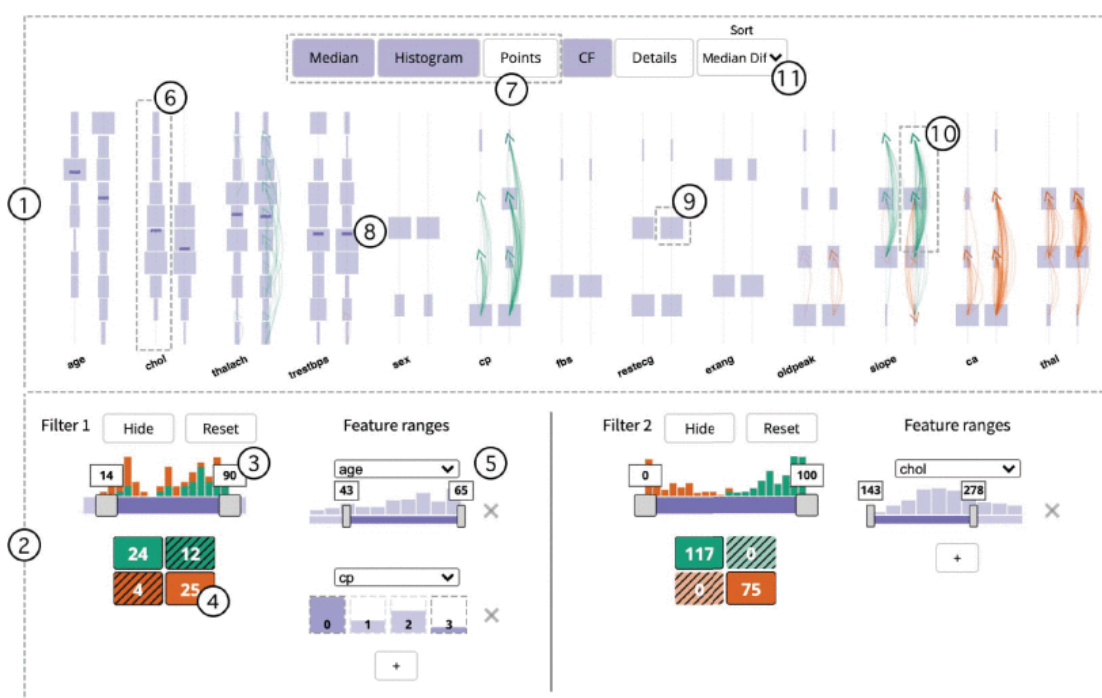 Sort
Median Histogram Points CF Details Median Dif
6 7 11
10
1 9
8
age chol thalach trestbps sex cp fbs restecg exang oldpeak slope ca thal
Filter 1 Hide Reset Feature ranges Filter 2 Hide Reset Feature ranges
3 5
14 90 age 0 100 chol
43 65 143 278
2
24 12 117 0
4 25 0 75
4
cp
0 1 2 3
+ +